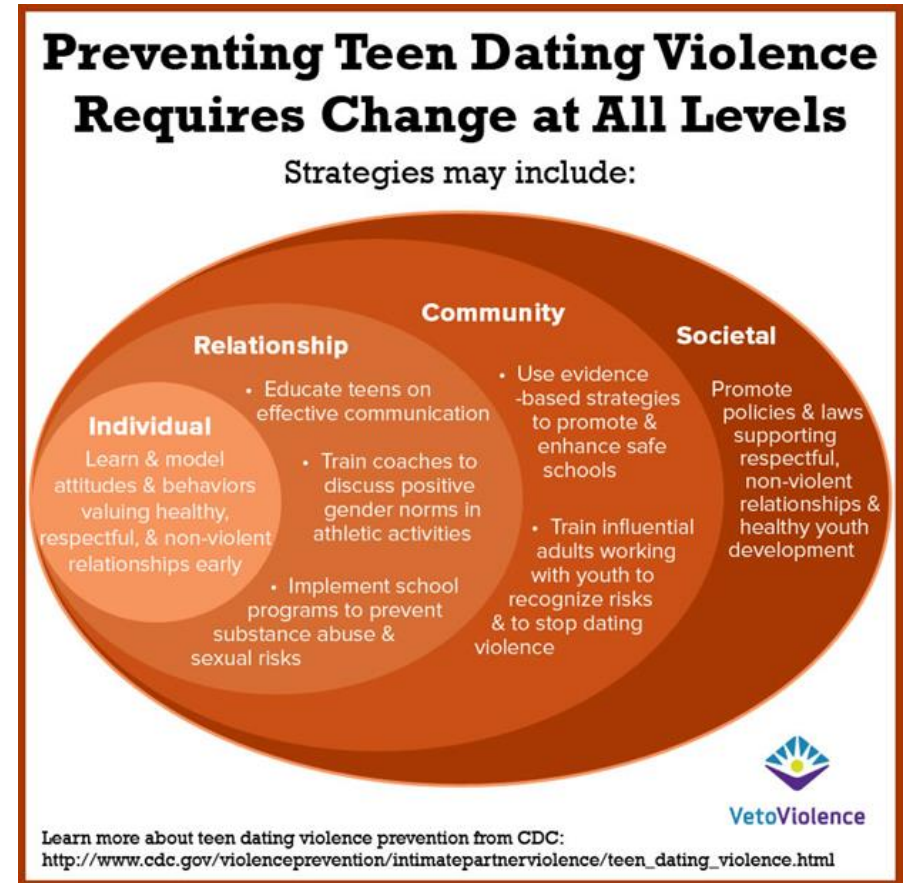 Preventing Teen Dating Violence
Requires Change at All Levels
Strategies may include:
Individual
Learn & model
attitudes & behaviors
valuing healthy,
respectful, & non-violent
relationships early
Relationship
• Educate teens on
effective communication
• Train coaches to
discuss positive
gender norms in
athletic activities
• Implement school
programs to prevent
substance abuse &
sexual risks
Community
• Use evidence
-based strategies
to promote &
enhance safe
schools
• Train influential
adults working
with youth to
recognize risks
& to stop dating
violence
Societal
Promote
policies & laws
supporting
respectful,
non-violent
relationships &
healthy youth
development
VetoViolence
Learn more about teen dating violence prevention from CDC:
http://www.cdc.gov/violenceprevention/intimatepartnerviolence/teen_dating_violence.html